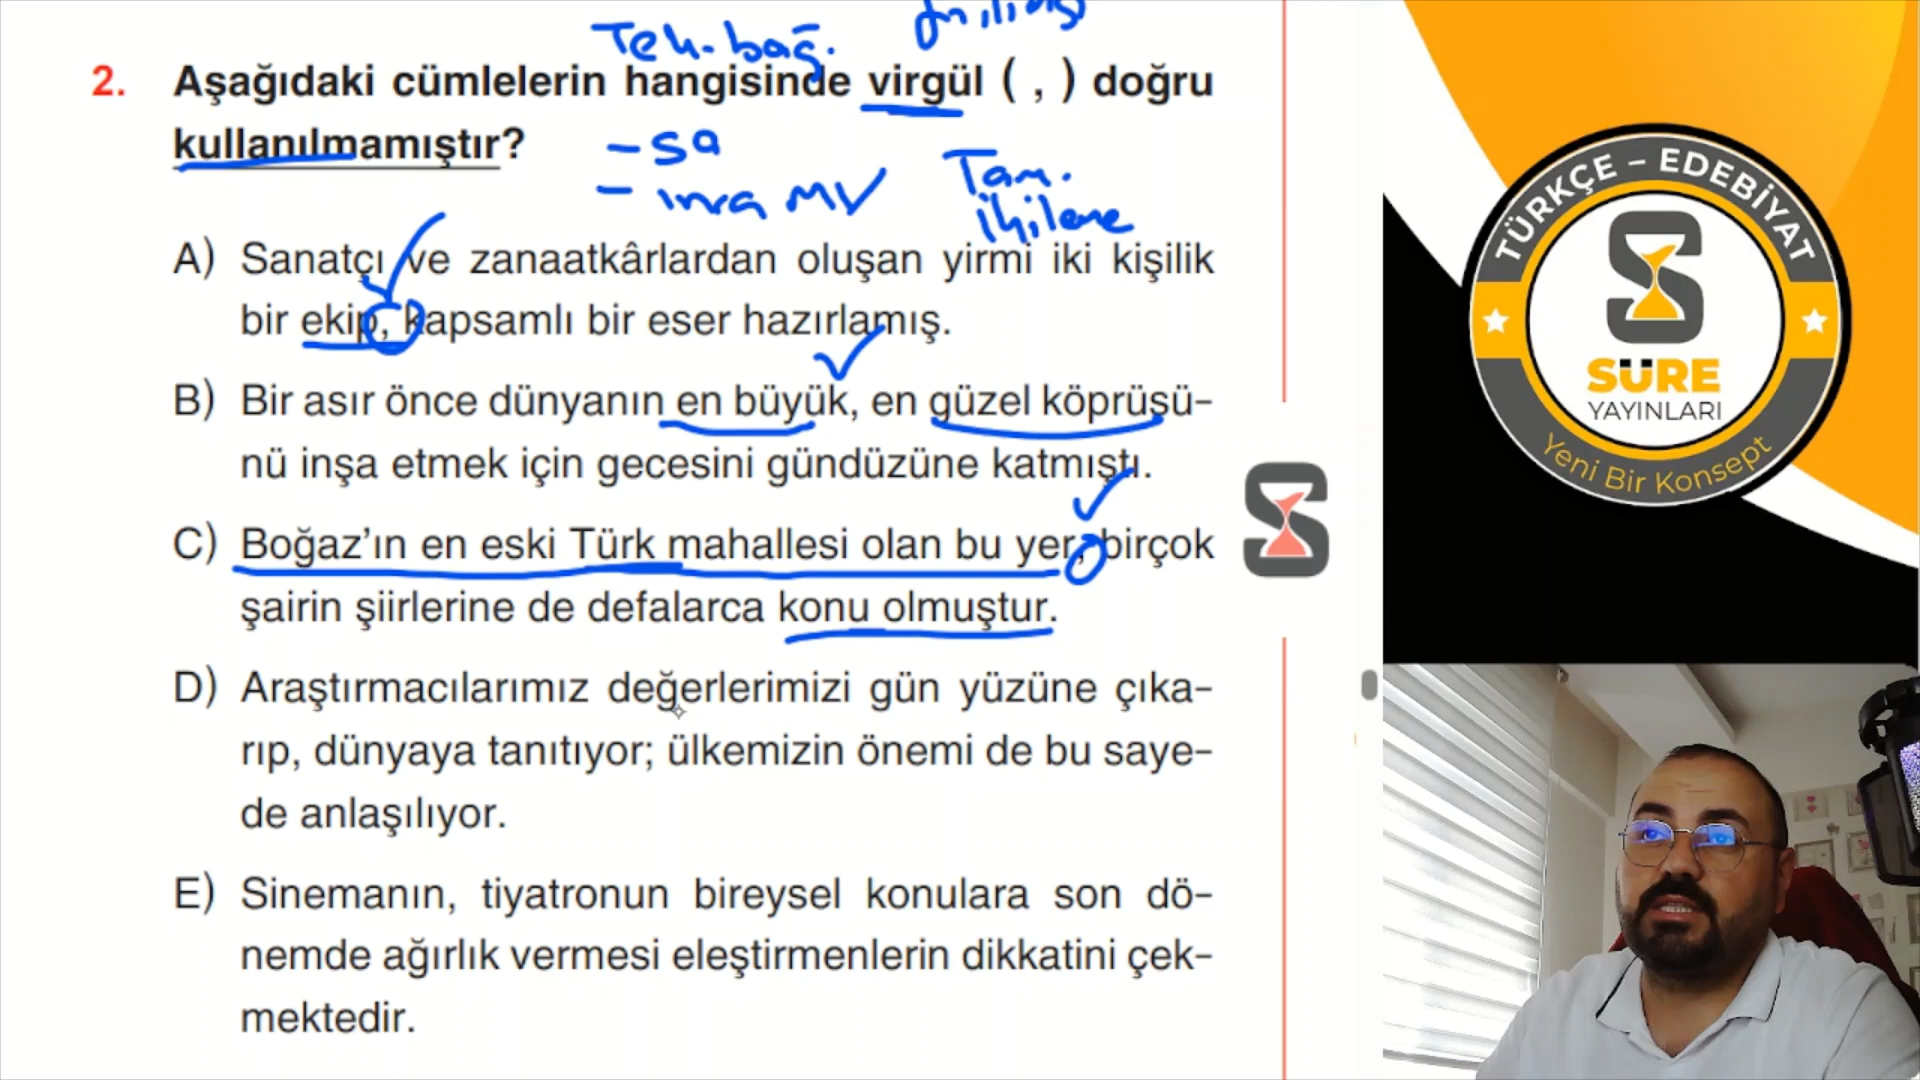 Tek-bağ.
2. Aşağıdaki cümlelerin hangisinde virgül ( , ) doğru
kullanılmamıştır?
-sa
- ınca MV
Tam.
ikileme
A) Sanatçı ve zanaatkârlardan oluşan yirmi iki kişilik
bir ekip, kapsamlı bir eser hazırlamış.
B) Bir asır önce dünyanın en büyük, en güzel köprüsü-
nü inşa etmek için gecesini gündüzüne katmıştı.
C) Boğaz’ın en eski Türk mahallesi olan bu yer, birçok
şairin şiirlerine de defalarca konu olmuştur.
D) Araştırmacılarımız değerlerimizi gün yüzüne çıka-
rıp, dünyaya tanıtıyor; ülkemizin önemi de bu saye-
de anlaşılıyor.
E) Sinemanın, tiyatronun bireysel konulara son dö-
nemde ağırlık vermesi eleştirmenlerin dikkatini çek-
mektedir.
TÜRKÇE – EDEBİYAT
SÜRE
YAYINLARI
Yeni Bir Konsept